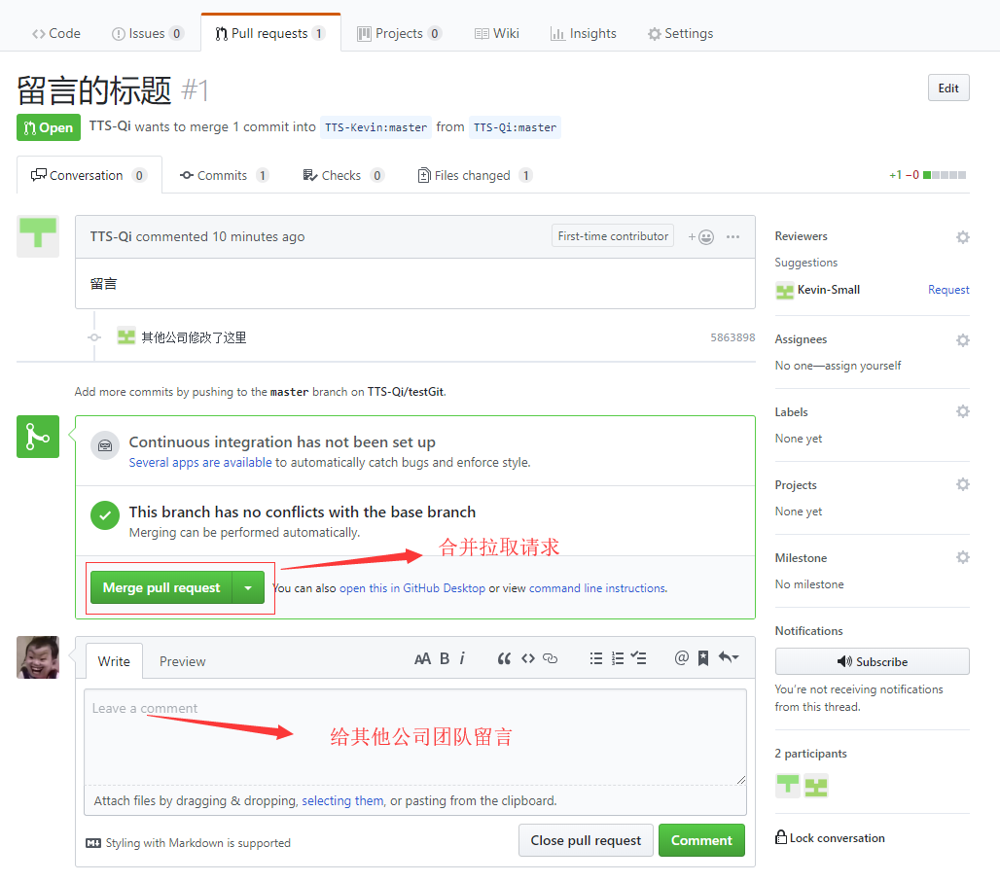 Code Issues 0 Pull requests 1 Projects 0 Wiki Insights Settings
留言的标题 #1
Edit
Open TTS-Qi wants to merge 1 commit into TTS-Kevin:master from TTS-Qi:master
Conversation 0 Commits 1 Checks 0 Files changed 1 +1 −0
TTS-Qi commented 10 minutes ago First-time contributor
留言
其他公司修改了这里 5863898
Add more commits by pushing to the master branch on TTS-Qi/testGit.
Continuous integration has not been set up
Several apps are available to automatically catch bugs and enforce style.
This branch has no conflicts with the base branch
Merging can be performed automatically.
合并拉取请求
Merge pull request You can also open this in GitHub Desktop or view command line instructions.
Write Preview AA B i
Leave a comment
给其他公司团队留言
Attach files by dragging & dropping, selecting them, or pasting from the clipboard.
Styling with Markdown is supported
Close pull request Comment
Reviewers
Suggestions
Kevin-Small Request
Assignees
No one—assign yourself
Labels
None yet
Projects
None yet
Milestone
No milestone
Notifications
Subscribe
You’re not receiving notifications
from this thread.
2 participants
Lock conversation